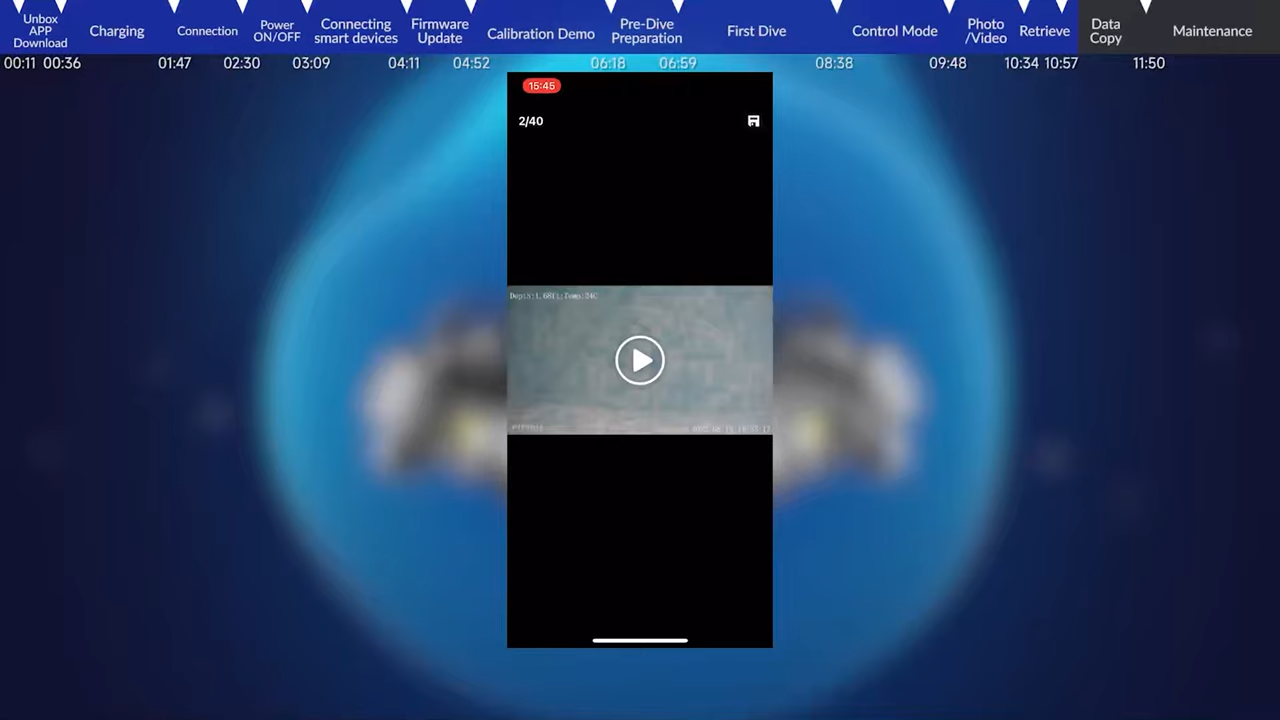 Unbox
APP
Download
Charging
Connection
Power
ON/OFF
Connecting
smart devices
Firmware
Update
Calibration Demo
Pre-Dive
Preparation
First Dive
Control Mode
Photo
/Video
Retrieve
Data
Copy
Maintenance
00:11 00:36 01:47 02:30 03:09 04:11 04:52 06:18 06:59 08:38 09:48 10:34 10:57 11:50
15:45
2/40